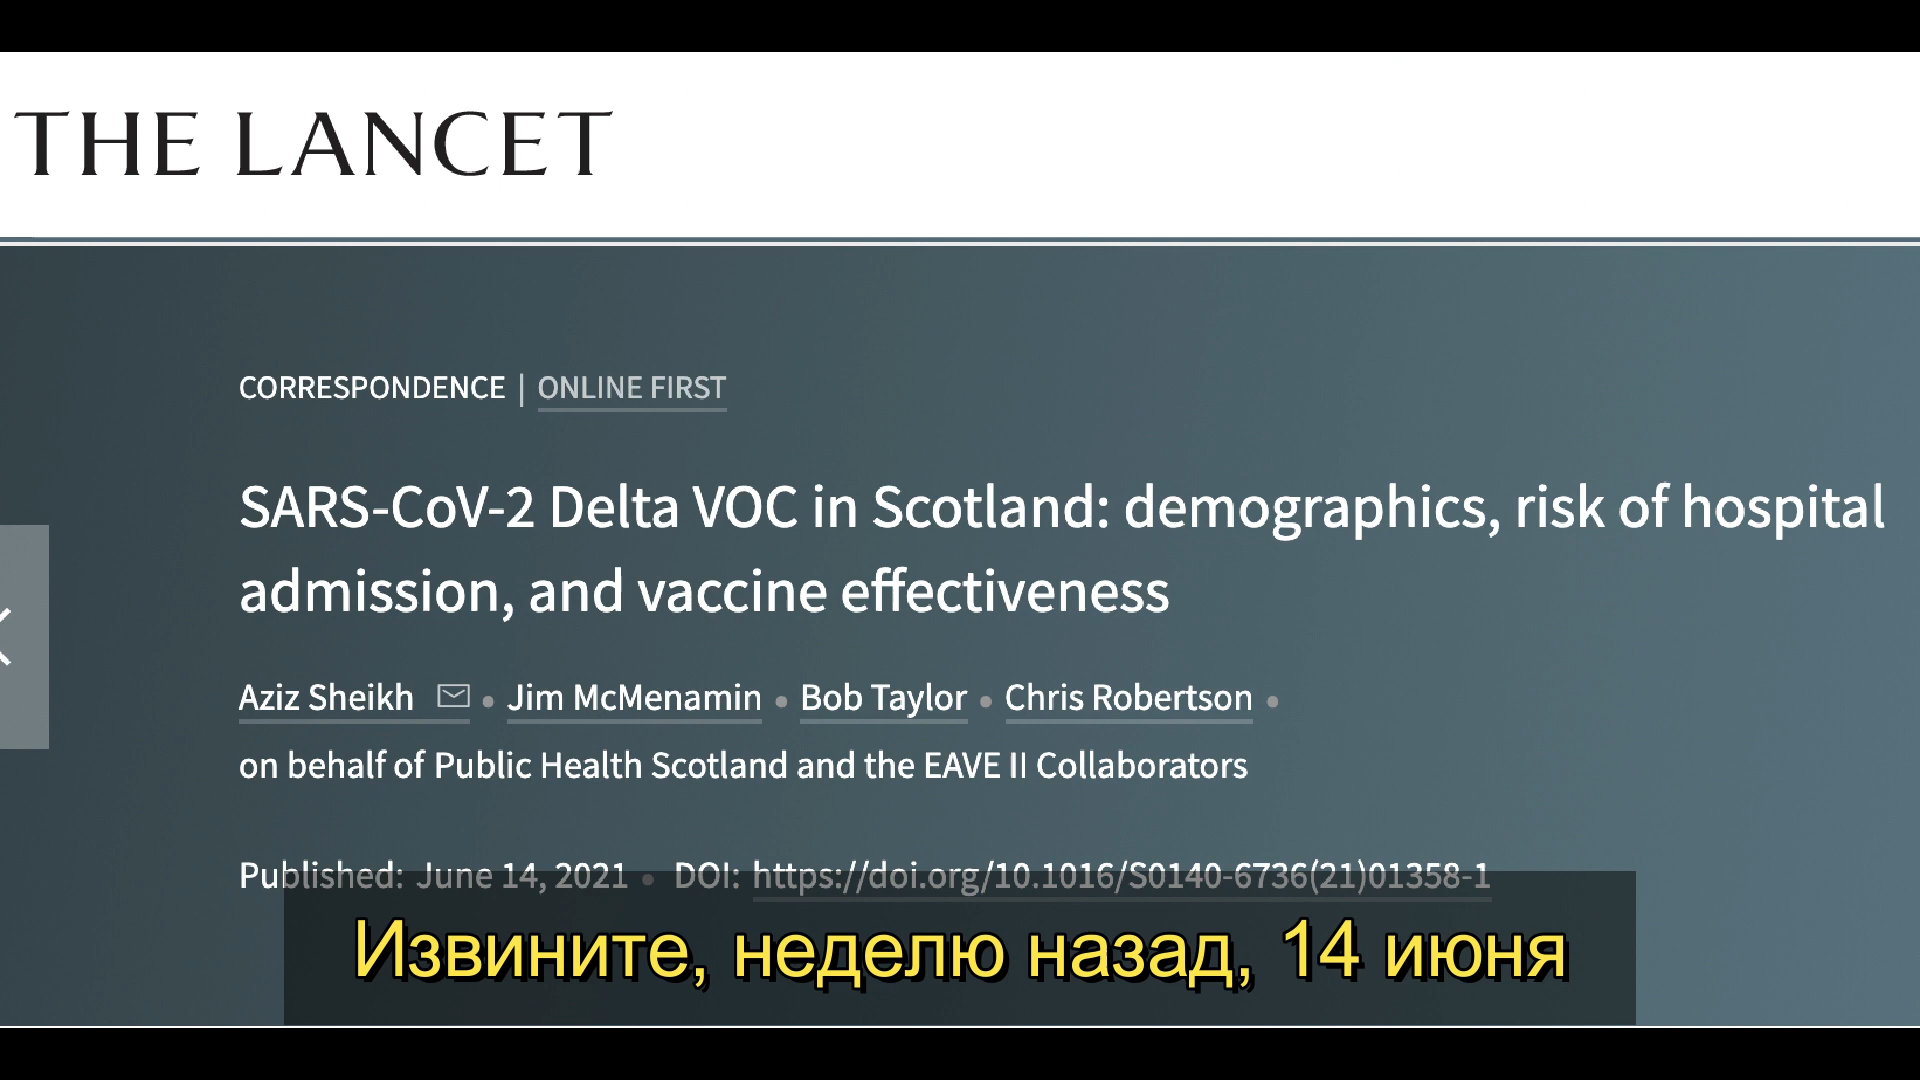 THE LANCET
CORRESPONDENCE | ONLINE FIRST
SARS-CoV-2 Delta VOC in Scotland: demographics, risk of hospital
admission, and vaccine effectiveness
Aziz Sheikh • Jim McMenamin • Bob Taylor • Chris Robertson •
on behalf of Public Health Scotland and the EAVE II Collaborators
Published: June 14, 2021 • DOI: https://doi.org/10.1016/S0140-6736(21)01358-1
Извините, неделю назад, 14 июня